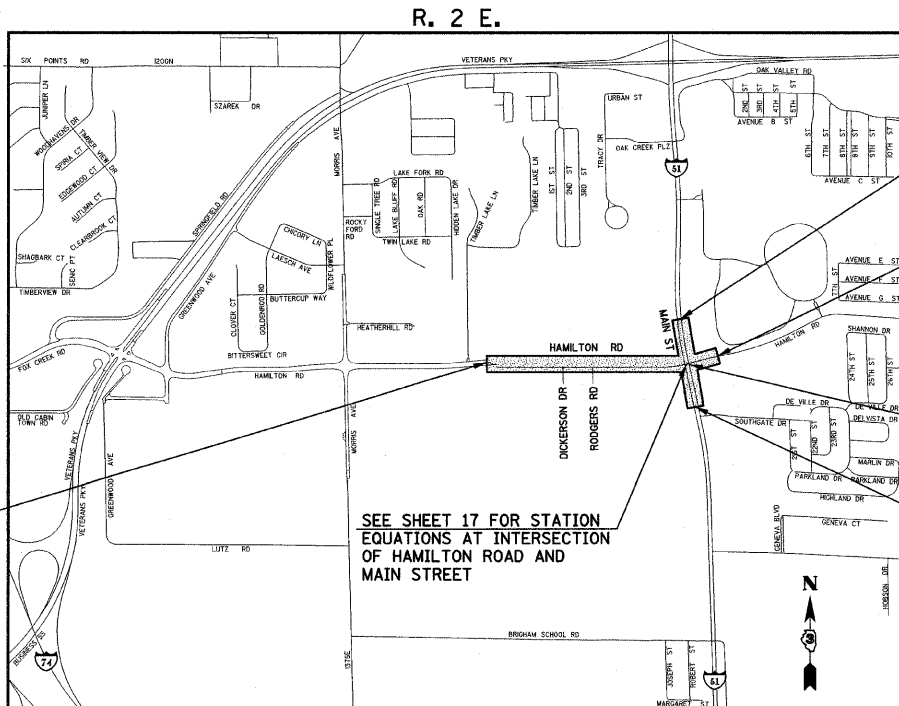 R. 2 E.
SIX POINTS RD
1200N
VETERANS PKY
OAK VALLEY RD
JUNIPER LN
SZAREK DR
MORRIS AVE
URBAN ST
2ND ST
3RD ST
4TH ST
5TH ST
AVENUE B ST
WOODHAVENS DR
TIMBER VIEW DR
SPIRIA CT
EDGEWOOD CT
AUTUMN CT
CLEARBROOK CT
SHAGBARK CT
SENIC PT
TIMBERVIEW DR
SPRINGFIELD RD
GREENWOOD AVE
TRACY DR
OAK CREEK PLZ
51
6TH ST
7TH ST
8TH ST
9TH ST
10TH ST
AVENUE C ST
LAKE FORK RD
SINGLE TREE RD
LAKE BLUFF RD
OAK RD
HIDDEN LAKE DR
TIMBER LAKE LN
TIMBER LAKE LN
1ST ST
2ND ST
3RD ST
ROCKY FORD RD
TWIN LAKE RD
CHICORY LN
LAESCH AVE
WILDFLOWER PL
BUTTERCUP WAY
CLOVER CT
GOLDENROD RD
BITTERSWEET CIR
HEATHERHILL RD
7TH ST
AVENUE E ST
AVENUE F ST
AVENUE G ST
MAIN ST
HAMILTON RD
HAMILTON RD
HAMILTON RD
SHANNON DR
24TH ST
25TH ST
26TH ST
FOX CREEK RD
OLD CABIN TOWN RD
VETERANS PKY
VETERANS PKY
GREENWOOD AVE
MORRIS AVE
DICKERSON DR
RODGERS RD
DE VILLE DR
DE VILLE DR
DELVISTA DR
SOUTHGATE DR
21ST ST
22ND ST
23RD ST
MARLIN DR
PARKLAND DR
PARKLAND DR
HIGHLAND DR
GENEVA BLVD
GENEVA CT
SEE SHEET 17 FOR STATION
EQUATIONS AT INTERSECTION
OF HAMILTON ROAD AND
MAIN STREET
LUTZ RD
HOBSON DR
N
3
BRIGHAM SCHOOL RD
BUSINESS 55
74
1375E
JOSEPH ST
ROBERT ST
51
MARGARET ST